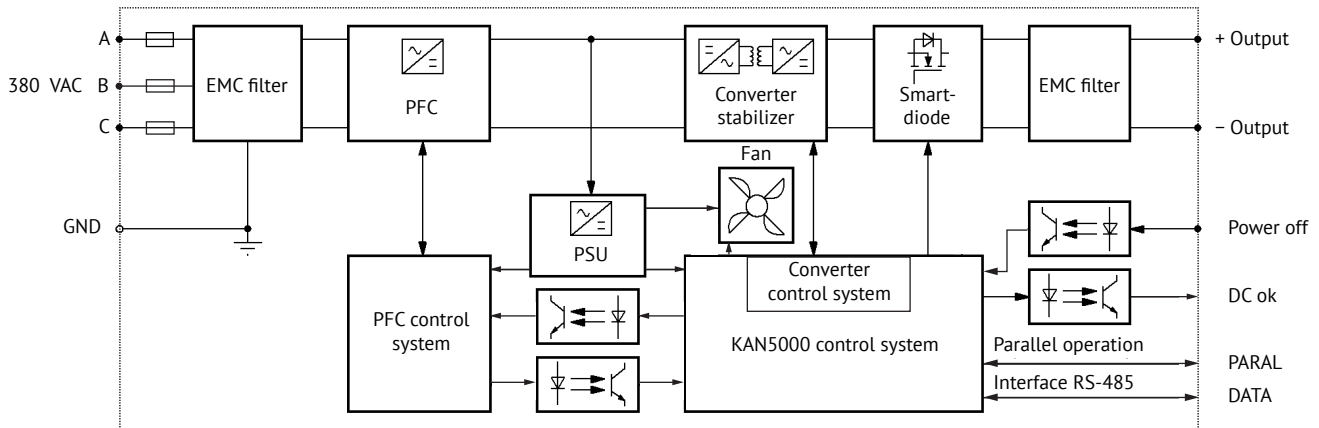 A
380 VAC B
C
GND
EMC filter
PFC
Converter
stabilizer
Smart-
diode
EMC filter
+ Output
− Output
Fan
PSU
Power off
DC ok
PFC control
system
Converter
control system
KAN5000 control system
Parallel operation
PARAL
Interface RS-485
DATA